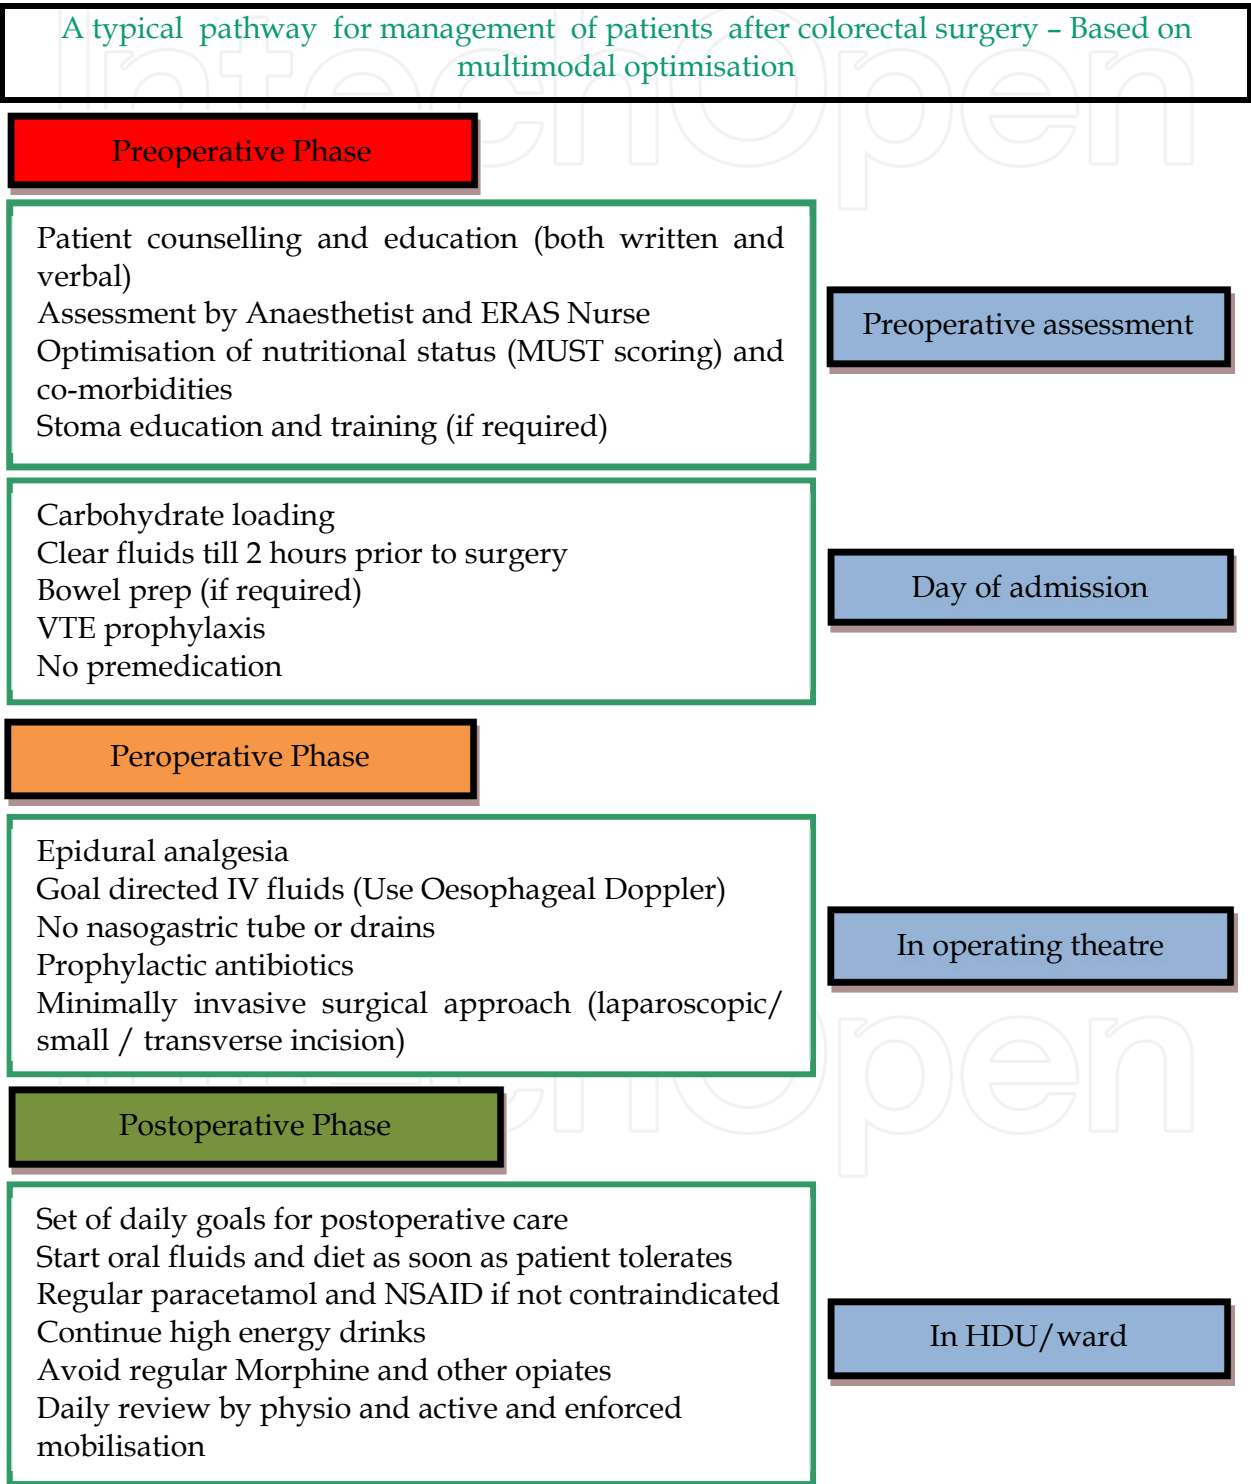 A typical pathway for management of patients after colorectal surgery – Based on
multimodal optimisation
IntechOpen
Preoperative Phase
Patient counselling and education (both written and
verbal)
Assessment by Anaesthetist and ERAS Nurse
Optimisation of nutritional status (MUST scoring) and
co-morbidities
Stoma education and training (if required)
Preoperative assessment
Carbohydrate loading
Clear fluids till 2 hours prior to surgery
Bowel prep (if required)
VTE prophylaxis
No premedication
Day of admission
Peroperative Phase
Epidural analgesia
Goal directed IV fluids (Use Oesophageal Doppler)
No nasogastric tube or drains
Prophylactic antibiotics
Minimally invasive surgical approach (laparoscopic/
small / transverse incision)
In operating theatre
IntechOpen
Postoperative Phase
Set of daily goals for postoperative care
Start oral fluids and diet as soon as patient tolerates
Regular paracetamol and NSAID if not contraindicated
Continue high energy drinks
Avoid regular Morphine and other opiates
Daily review by physio and active and enforced
mobilisation
In HDU/ward